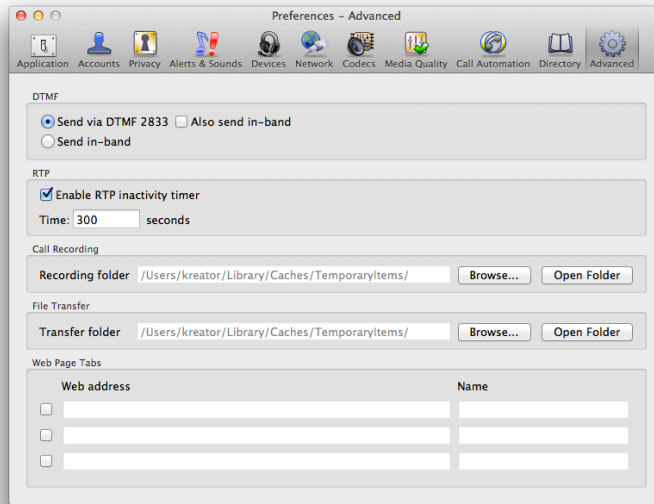 Preferences – Advanced
Application Accounts Privacy Alerts & Sounds Devices Network Codecs Media Quality Call Automation Directory Advanced
DTMF
Send via DTMF 2833 Also send in-band
Send in-band
RTP
Enable RTP inactivity timer
Time: 300 seconds
Call Recording
Recording folder /Users/kreator/Library/Caches/TemporaryItems/ Browse... Open Folder
File Transfer
Transfer folder /Users/kreator/Library/Caches/TemporaryItems/ Browse... Open Folder
Web Page Tabs
Web address Name